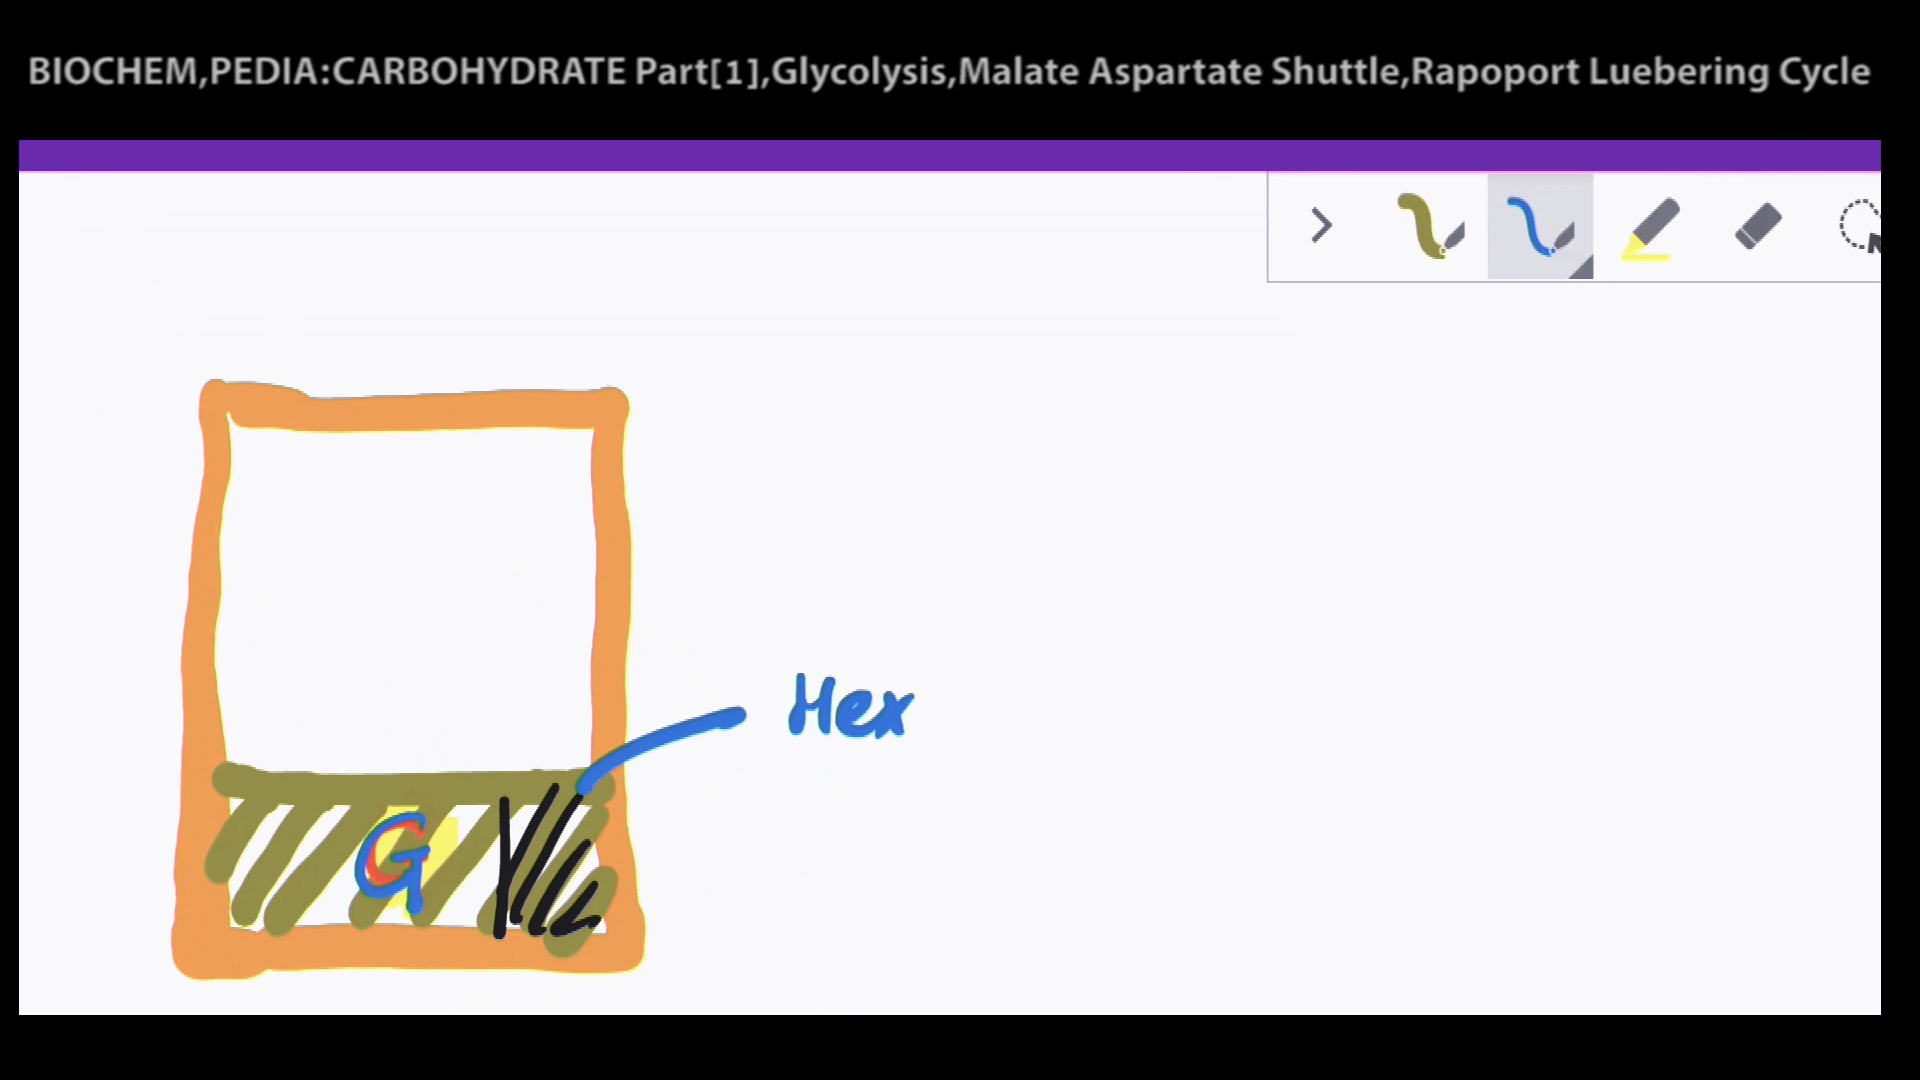 BIOCHEM,PEDIA:CARBOHYDRATE Part[1],Glycolysis,Malate Aspartate Shuttle,Rapoport Luebering Cycle
Hex
G